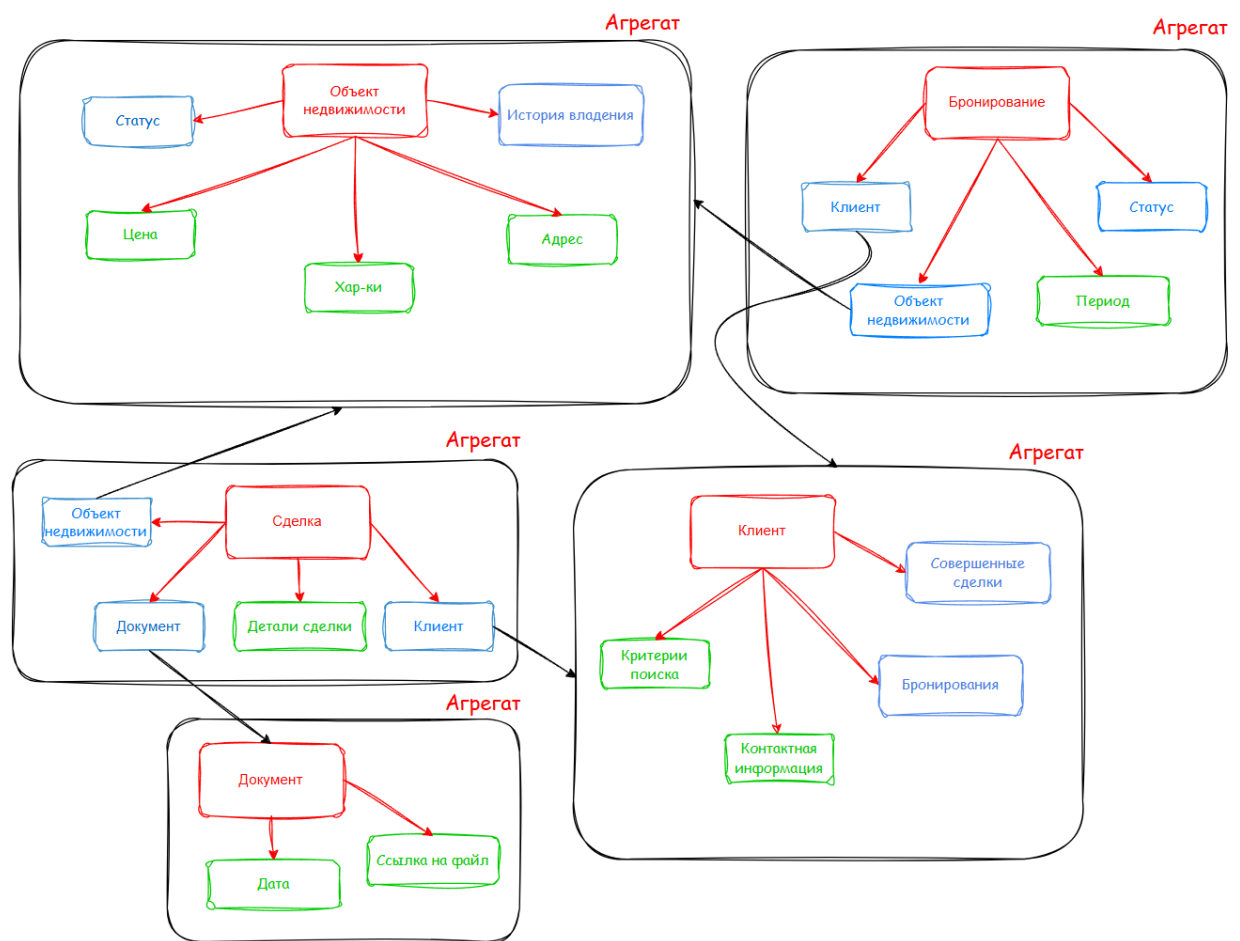 Агрегат
Объект
недвижимости
Статус
История владения
Цена
Хар-ки
Адрес
Агрегат
Бронирование
Клиент
Статус
Объект
недвижимости
Период
Агрегат
Объект
недвижимости
Сделка
Документ
Детали сделки
Клиент
Агрегат
Клиент
Совершенные
сделки
Критерии
поиска
Бронирования
Контактная
информация
Агрегат
Документ
Ссылка на файл
Дата